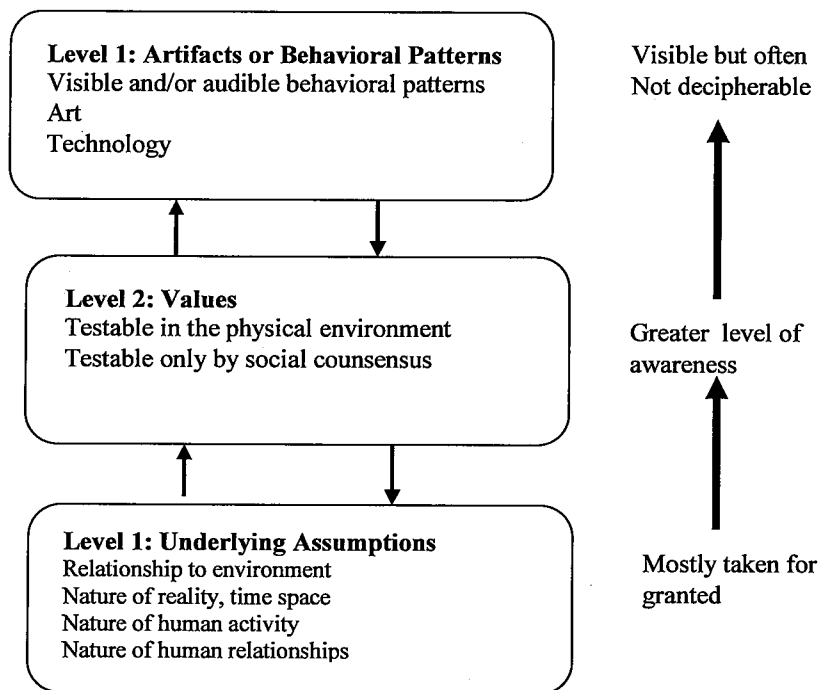 Level 1: Artifacts or Behavioral Patterns
Visible and/or audible behavioral patterns
Art
Technology
Visible but often
Not decipherable
Level 2: Values
Testable in the physical environment
Testable only by social counsensus
Greater level of
awareness
Level 1: Underlying Assumptions
Relationship to environment
Nature of reality, time space
Nature of human activity
Nature of human relationships
Mostly taken for
granted